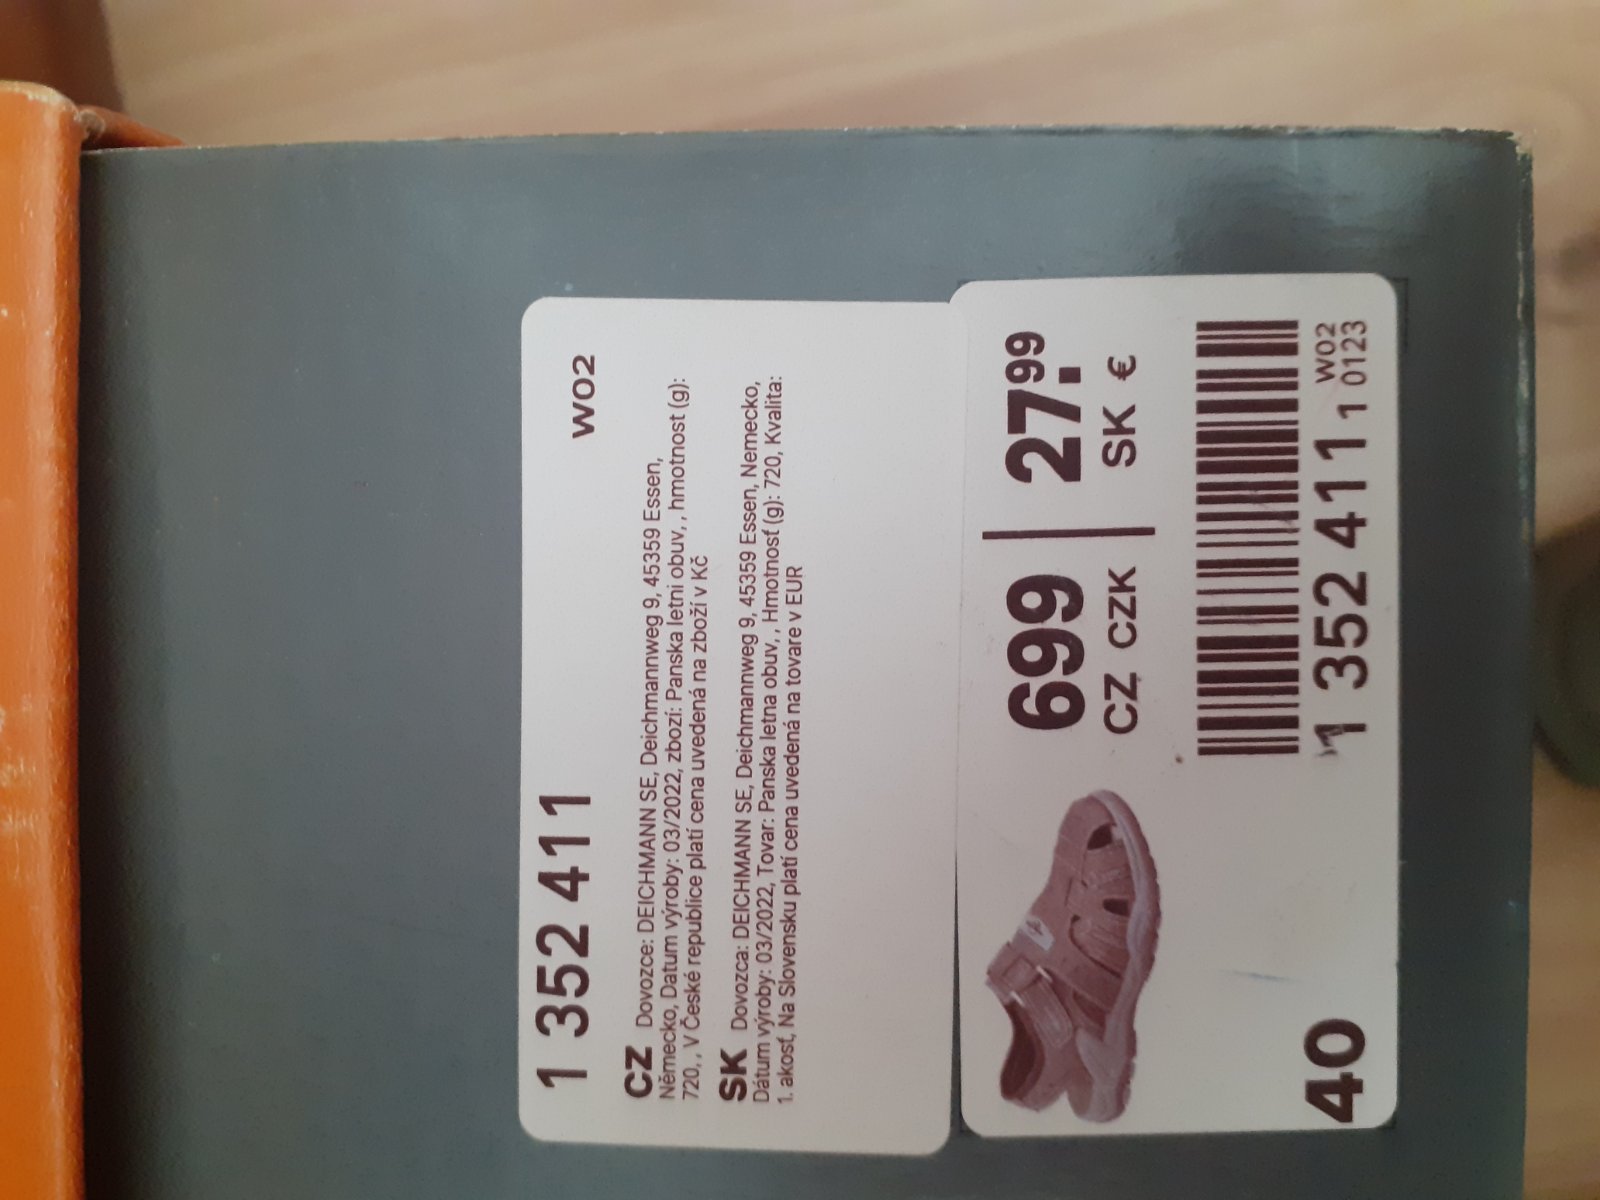 1 352 411 W02
CZ Dovozce: DEICHMANN SE, Deichmannweg 9, 45359 Essen,
Německo, Datum výroby: 03/2022, zboží: Panska letni obuv, , hmotnost (g):
720, , V České republice platí cena uvedená na zboží v Kč
SK Dovozca: DEICHMANN SE, Deichmannweg 9, 45359 Essen, Nemecko,
Dátum výroby: 03/2022, Tovar: Panska letna obuv, , Hmotnosť (g): 720, Kvalita:
1. akosť, Na Slovensku platí cena uvedená na tovare v EUR
699 | 27.99
CZ CZK | SK €
40
1 352 411 1 W02
0123